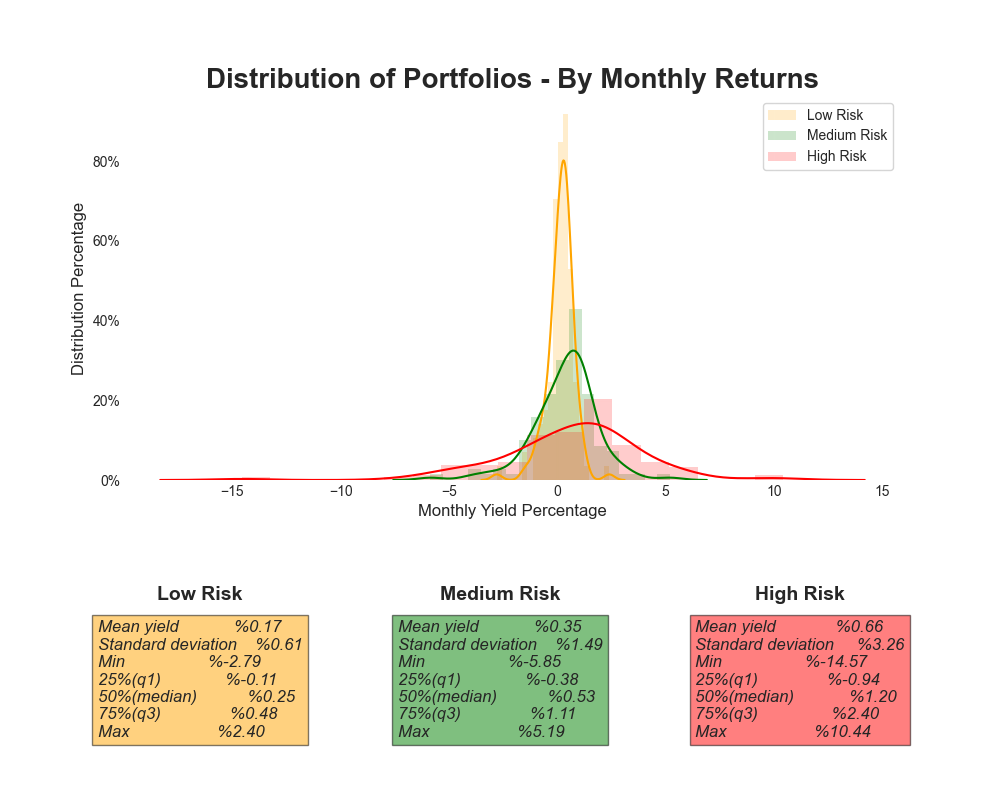 Distribution of Portfolios - By Monthly Returns
Low Risk
Medium Risk
High Risk
Distribution Percentage
80%
60%
40%
20%
0%
−15 −10 −5 0 5 10 15
Monthly Yield Percentage
Low Risk
Mean yield %0.17
Standard deviation %0.61
Min %-2.79
25%(q1) %-0.11
50%(median) %0.25
75%(q3) %0.48
Max %2.40
Medium Risk
Mean yield %0.35
Standard deviation %1.49
Min %-5.85
25%(q1) %-0.38
50%(median) %0.53
75%(q3) %1.11
Max %5.19
High Risk
Mean yield %0.66
Standard deviation %3.26
Min %-14.57
25%(q1) %-0.94
50%(median) %1.20
75%(q3) %2.40
Max %10.44